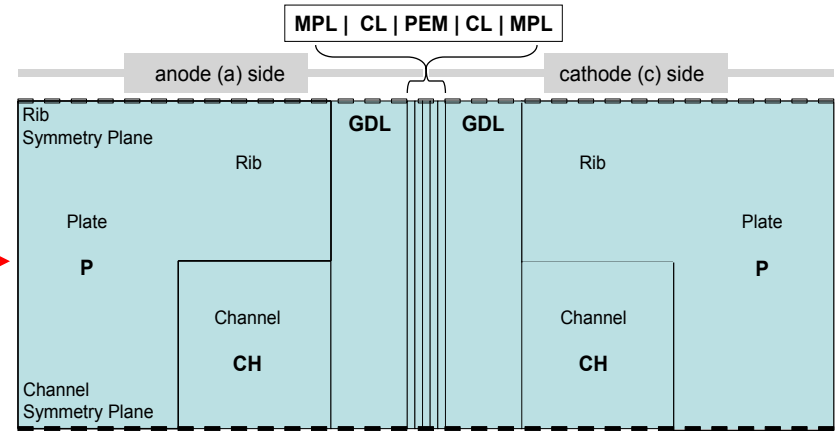 MPL | CL | PEM | CL | MPL
anode (a) side
cathode (c) side
Rib
Symmetry Plane
GDL
GDL
Rib
Rib
Plate
Plate
P
P
Channel
Channel
CH
CH
Channel
Symmetry Plane